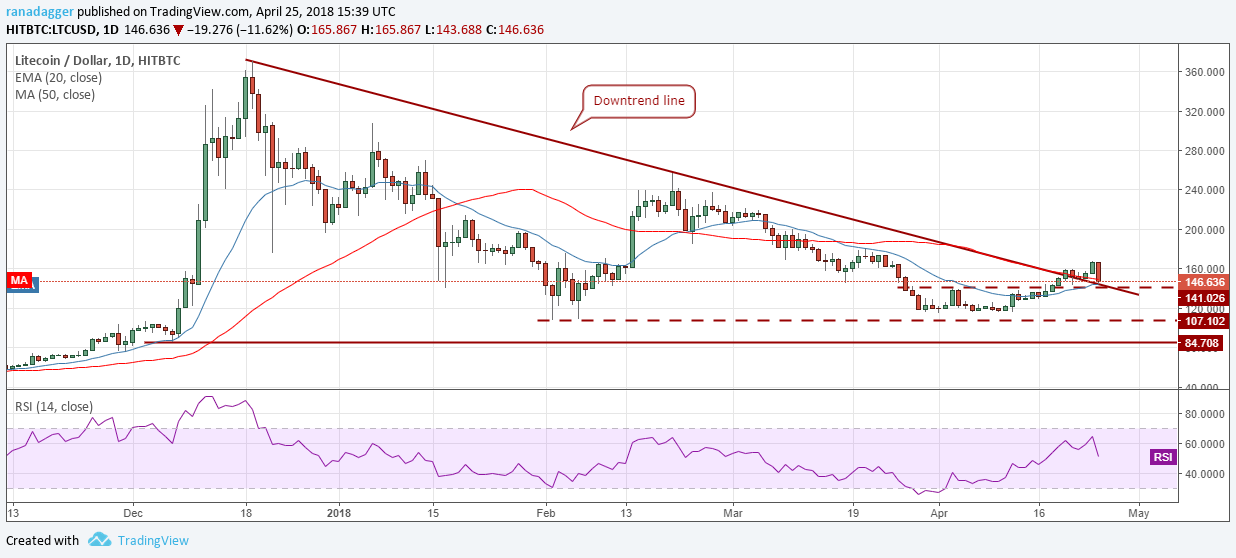 ranadagger published on TradingView.com, April 25, 2018 15:39 UTC
HITBTC:LTCUSD, 1D 146.636 ▼ −19.276 (−11.62%) O:165.867 H:165.867 L:143.688 C:146.636
Litecoin / Dollar, 1D, HITBTC
EMA (20, close)
MA (50, close)
Downtrend line
360.000
320.000
280.000
240.000
200.000
160.000
MA
146.636
141.026
120.000
107.102
84.708
40.000
RSI (14, close)
80.0000
60.0000
RSI
40.0000
13 Dec 18 2018 15 Feb 13 Mar 19 Apr 16 May
Created with TradingView